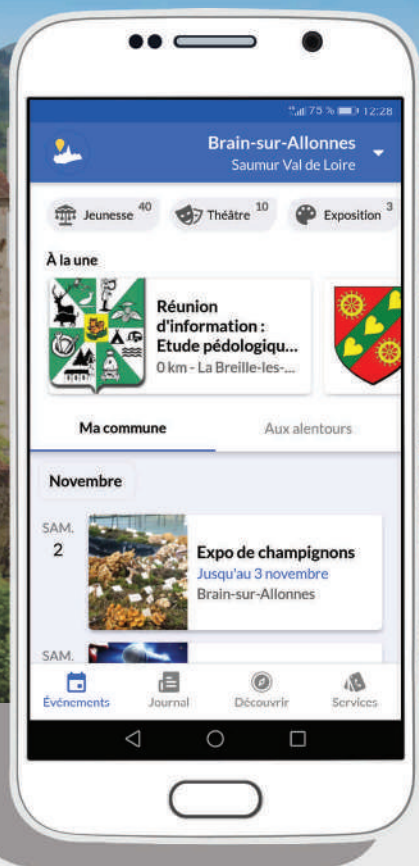 75 % 12:28
Brain-sur-Allonnes
Saumur Val de Loire
Jeunesse 40 Théâtre 10 Exposition 3
À la une
Réunion
d'information :
Etude pédologiqu...
0 km - La Breille-les-...
Ma commune Aux alentours
Novembre
SAM.
2
Expo de champignons
Jusqu'au 3 novembre
Brain-sur-Allonnes
SAM.
Événements Journal Découvrir Services